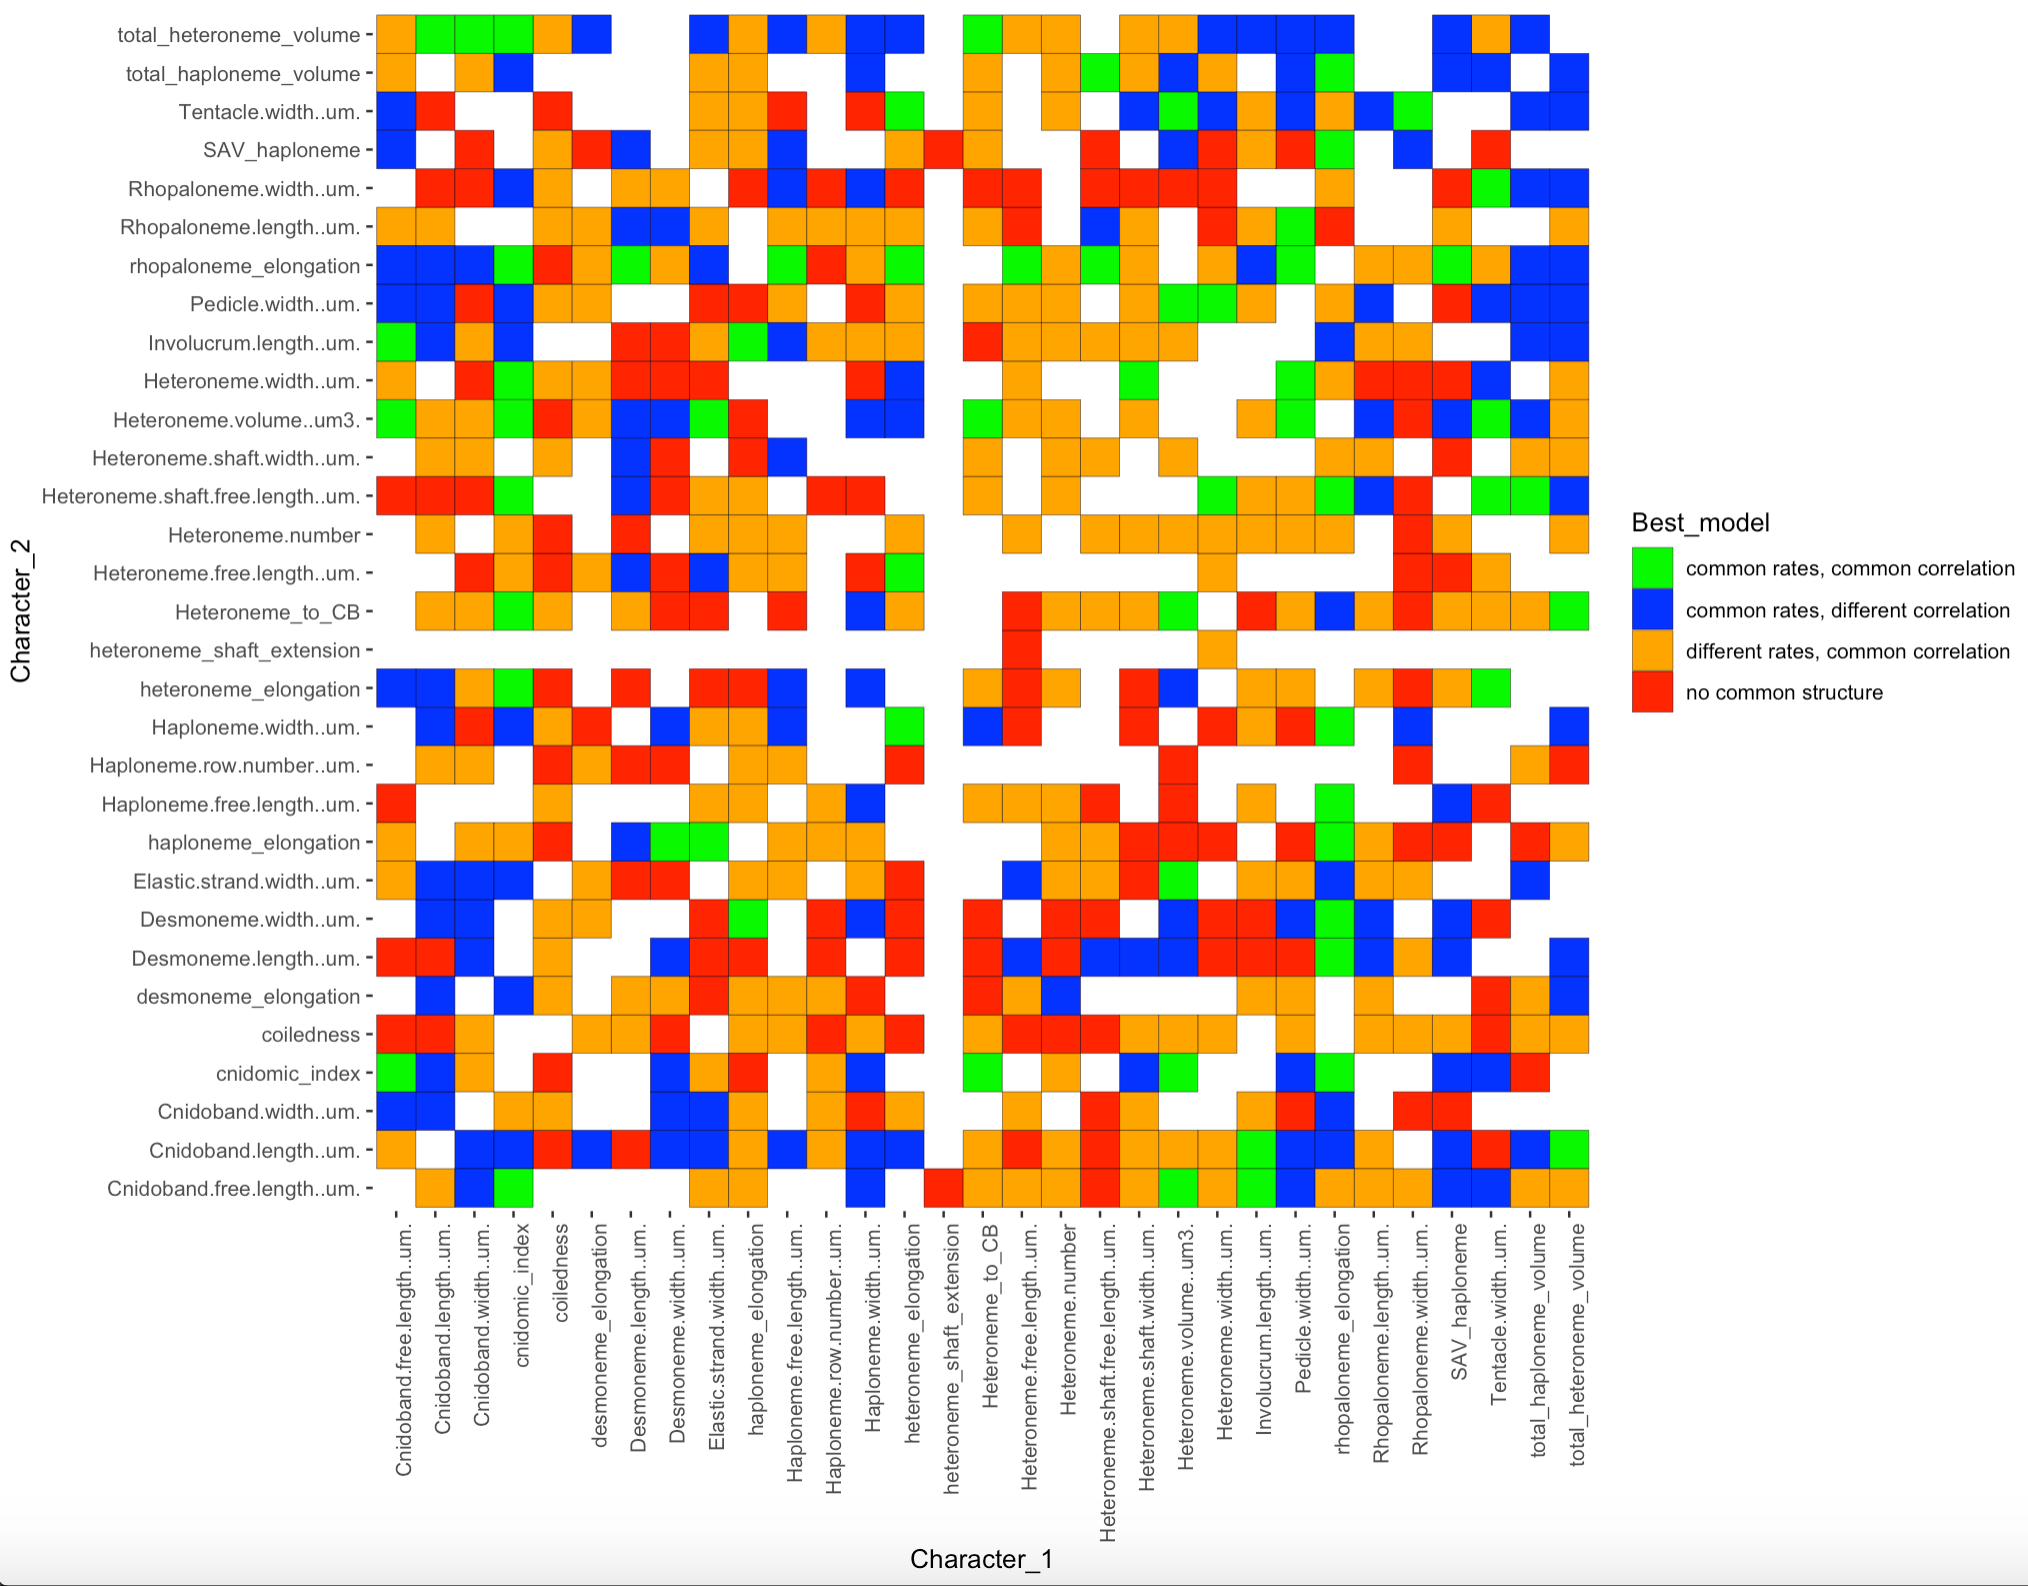 total_heteroneme_volume
total_haploneme_volume
Tentacle.width..um.
SAV_haploneme
Rhopaloneme.width..um.
Rhopaloneme.length..um.
rhopaloneme_elongation
Pedicle.width..um.
Involucrum.length..um.
Heteroneme.width..um.
Heteroneme.volume..um3.
Heteroneme.shaft.width..um.
Heteroneme.shaft.free.length..um.
Heteroneme.number
Heteroneme.free.length..um.
Heteroneme_to_CB
heteroneme_shaft_extension
heteroneme_elongation
Haploneme.width..um.
Haploneme.row.number..um.
Haploneme.free.length..um.
haploneme_elongation
Elastic.strand.width..um.
Desmoneme.width..um.
Desmoneme.length..um.
desmoneme_elongation
coiledness
cnidomic_index
Cnidoband.width..um.
Cnidoband.length..um.
Cnidoband.free.length..um.
Character_2
Cnidoband.free.length..um.
Cnidoband.length..um.
Cnidoband.width..um.
cnidomic_index
coiledness
desmoneme_elongation
Desmoneme.length..um.
Desmoneme.width..um.
Elastic.strand.width..um.
haploneme_elongation
Haploneme.free.length..um.
Haploneme.row.number..um.
Haploneme.width..um.
heteroneme_elongation
heteroneme_shaft_extension
Heteroneme_to_CB
Heteroneme.free.length..um.
Heteroneme.number
Heteroneme.shaft.free.length..um.
Heteroneme.shaft.width..um.
Heteroneme.volume..um3.
Heteroneme.width..um.
Involucrum.length..um.
Pedicle.width..um.
rhopaloneme_elongation
Rhopaloneme.length..um.
Rhopaloneme.width..um.
SAV_haploneme
Tentacle.width..um.
total_haploneme_volume
total_heteroneme_volume
Character_1
Best_model
common rates, common correlation
common rates, different correlation
different rates, common correlation
no common structure